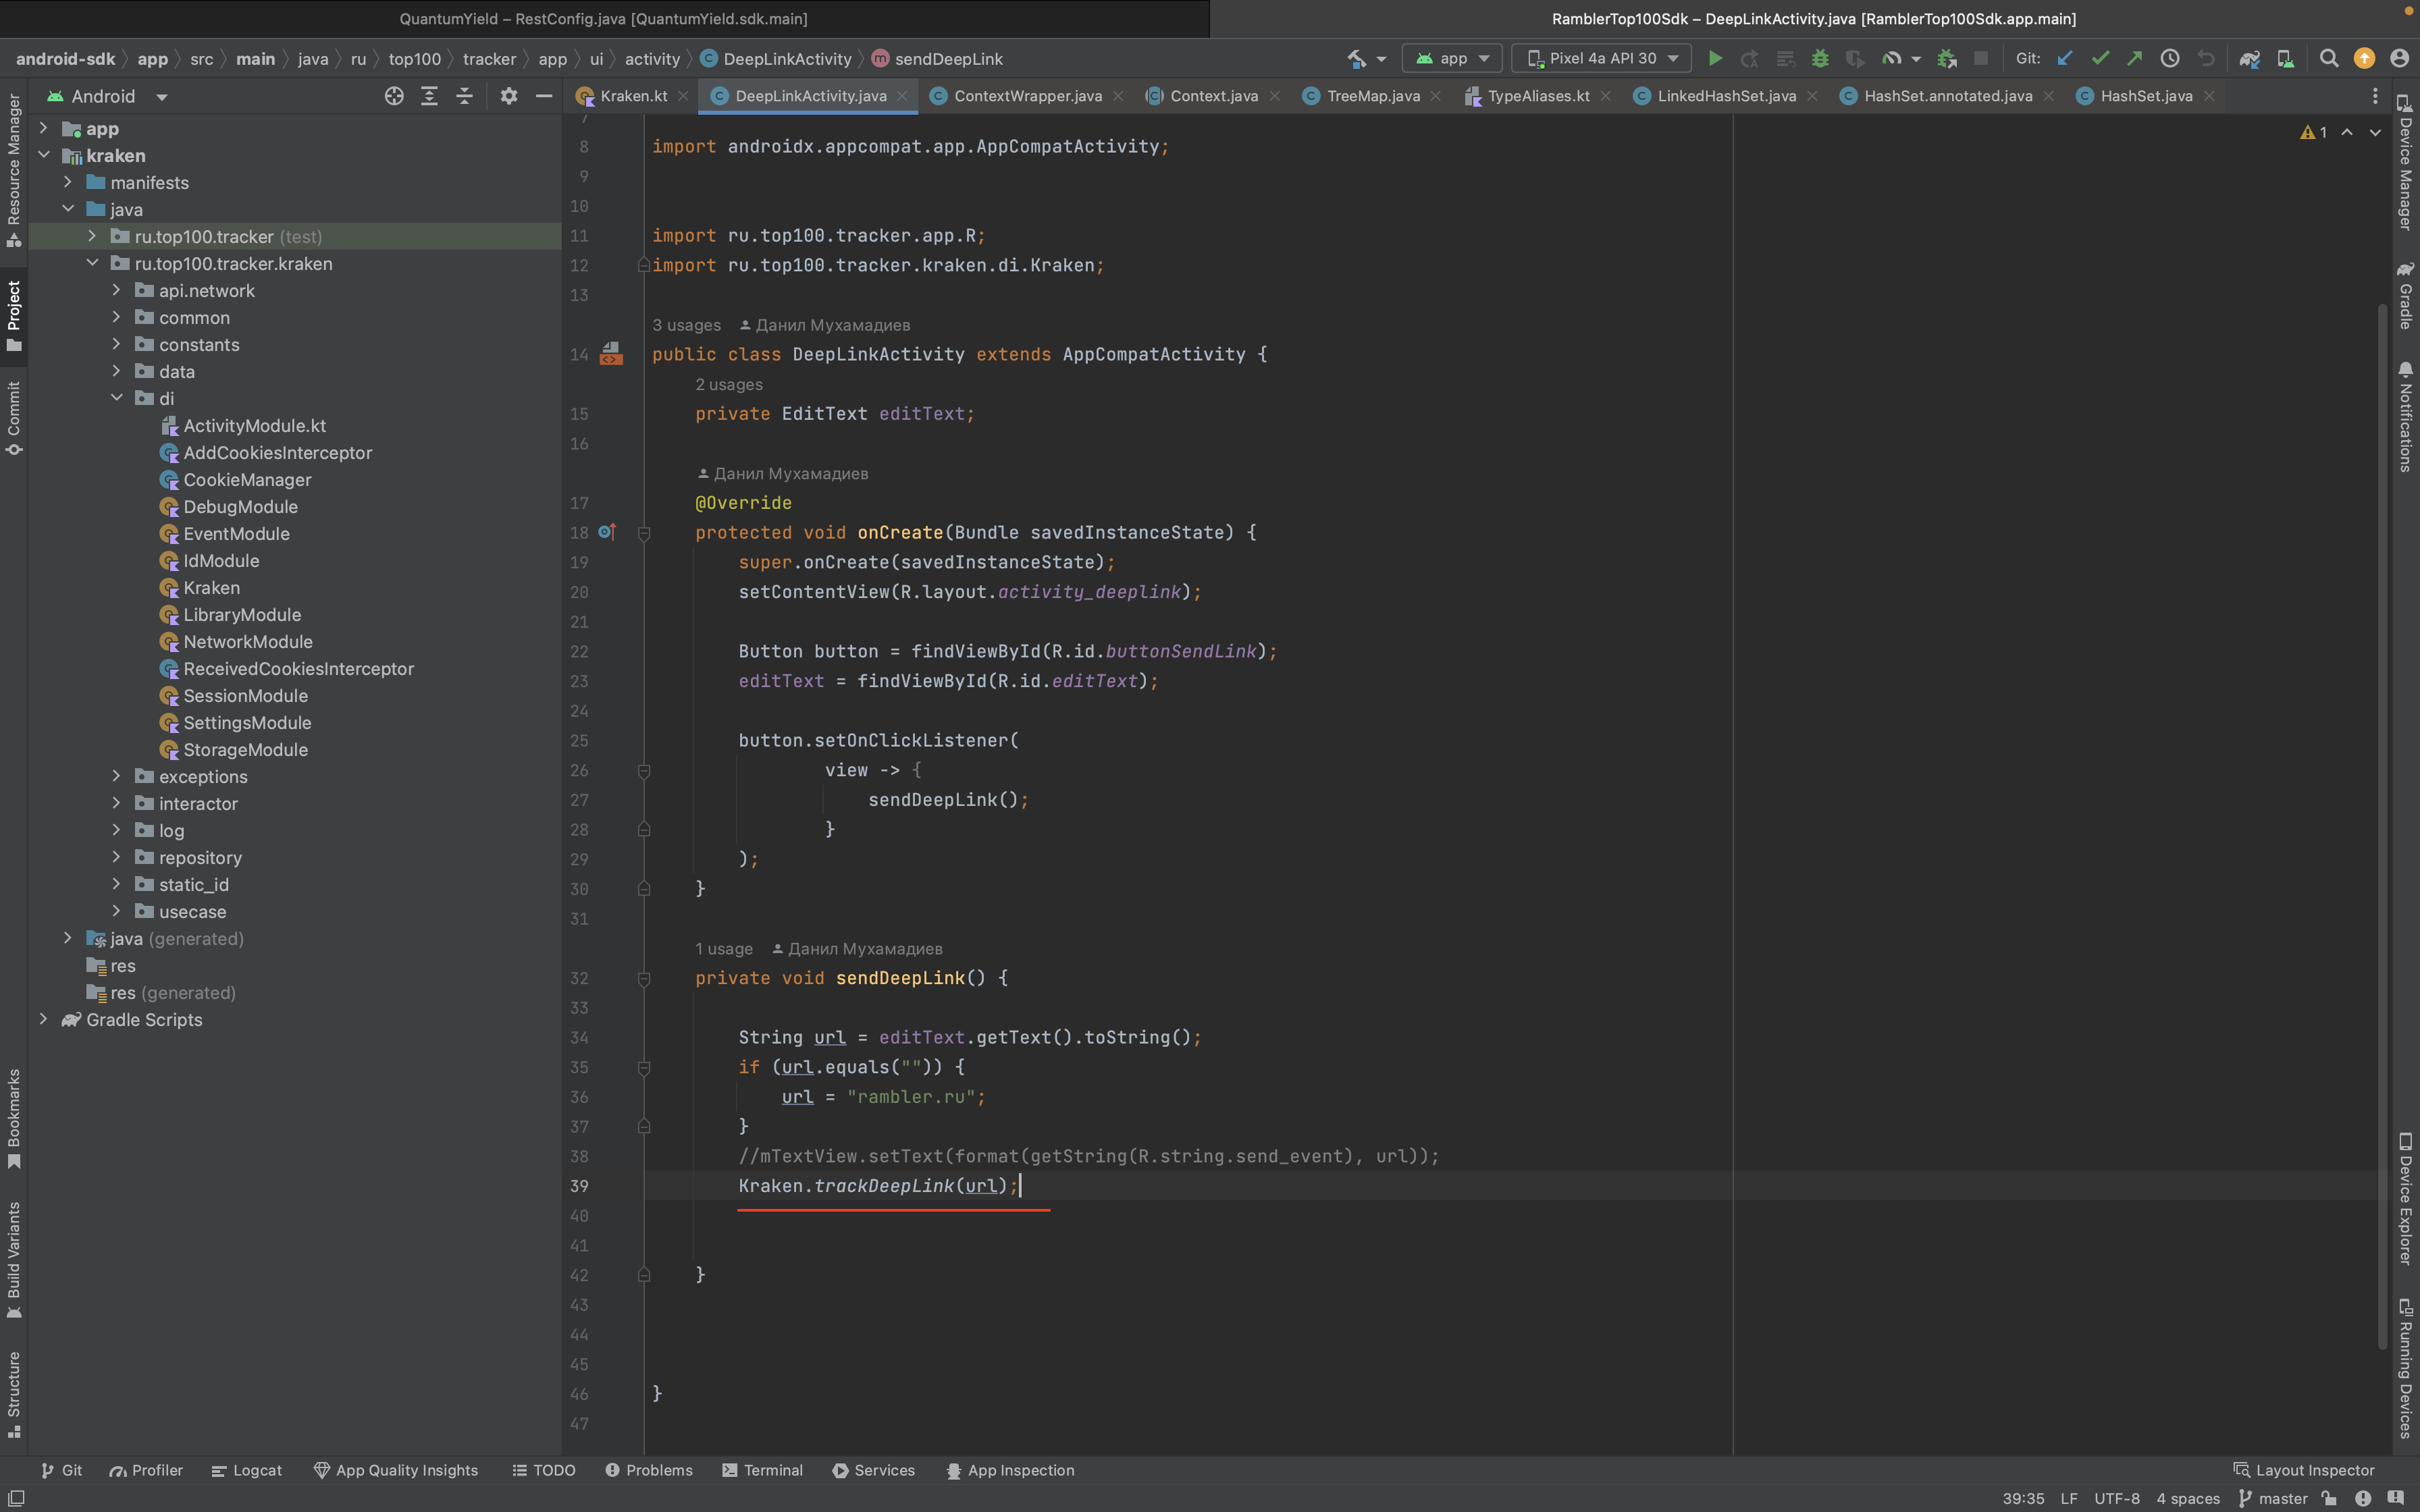 QuantumYield – RestConfig.java [QuantumYield.sdk.main]
RamblerTop100Sdk – DeepLinkActivity.java [RamblerTop100Sdk.app.main]
android-sdk app src main java ru top100 tracker app ui activity DeepLinkActivity sendDeepLink
app Pixel 4a API 30 Git:
Android
Kraken.kt DeepLinkActivity.java ContextWrapper.java Context.java TreeMap.java TypeAliases.kt LinkedHashSet.java HashSet.annotated.java HashSet.java
Resource Manager
Project
Commit
Bookmarks
Build Variants
Structure
app
kraken
manifests
java
ru.top100.tracker (test)
ru.top100.tracker.kraken
api.network
common
constants
data
di
ActivityModule.kt
AddCookiesInterceptor
CookieManager
DebugModule
EventModule
IdModule
Kraken
LibraryModule
NetworkModule
ReceivedCookiesInterceptor
SessionModule
SettingsModule
StorageModule
exceptions
interactor
log
repository
static_id
usecase
java (generated)
res
res (generated)
Gradle Scripts
1
7
8 import androidx.appcompat.app.AppCompatActivity;
9
10
11 import ru.top100.tracker.app.R;
12 import ru.top100.tracker.kraken.di.Kraken;
13
3 usages Данил Мухамадиев
14 public class DeepLinkActivity extends AppCompatActivity {
2 usages
15 private EditText editText;
16
Данил Мухамадиев
17 @Override
18 protected void onCreate(Bundle savedInstanceState) {
19 super.onCreate(savedInstanceState);
20 setContentView(R.layout.activity_deeplink);
21
22 Button button = findViewById(R.id.buttonSendLink);
23 editText = findViewById(R.id.editText);
24
25 button.setOnClickListener(
26 view -> {
27 sendDeepLink();
28 }
29 );
30 }
31
1 usage Данил Мухамадиев
32 private void sendDeepLink() {
33
34 String url = editText.getText().toString();
35 if (url.equals("")) {
36 url = "rambler.ru";
37 }
38 //mTextView.setText(format(getString(R.string.send_event), url));
39 Kraken.trackDeepLink(url);
40
41
42 }
43
44
45
46 }
47
Device Manager
Gradle
Notifications
Device Explorer
Running Devices
Git Profiler Logcat App Quality Insights TODO Problems Terminal Services App Inspection Layout Inspector
39:35 LF UTF-8 4 spaces master